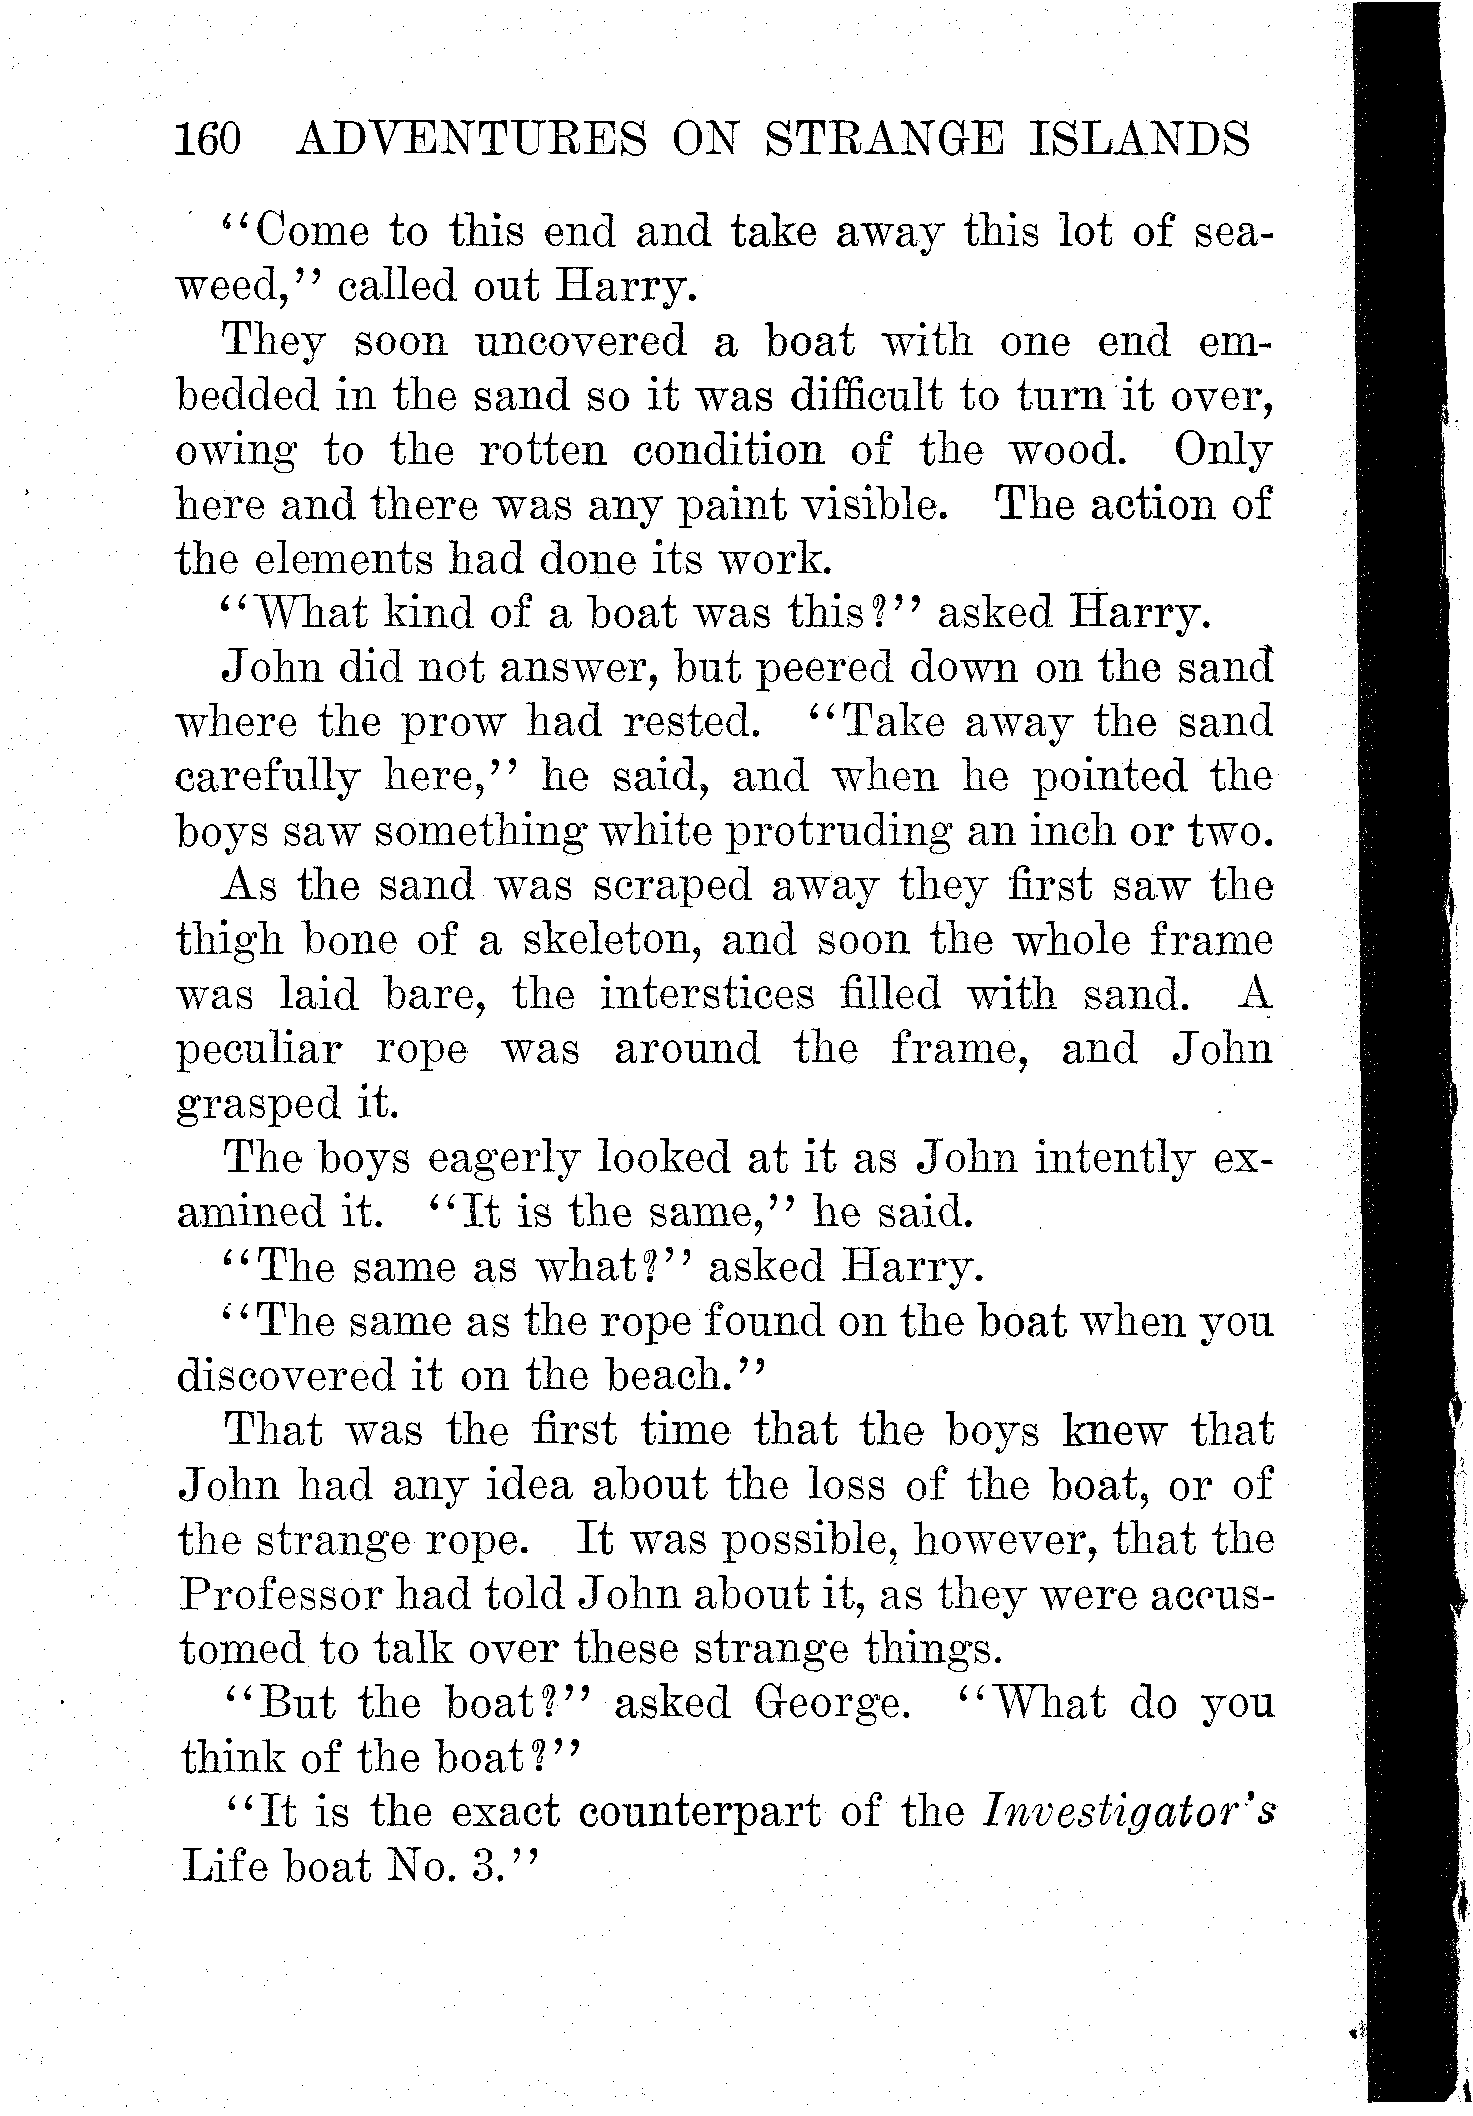 160 ADVENTURES ON STRANGE ISLANDS
"Come to this end and take away this lot of sea-
weed," called out Harry.
They soon uncovered a boat with one end em-
bedded in the sand so it was difficult to turn it over,
owing to the rotten condition of the wood. Only
here and there was any paint visible. The action of
the elements had done its work.
"What kind of a boat was this?" asked Harry.
John did not answer, but peered down on the sand
where the prow had rested. "Take away the sand
carefully here," he said, and when he pointed the
boys saw something white protruding an inch or two.
As the sand was scraped away they first saw the
thigh bone of a skeleton, and soon the whole frame
was laid bare, the interstices filled with sand. A
peculiar rope was around the frame, and John
grasped it.
The boys eagerly looked at it as John intently ex-
amined it. "It is the same," he said.
"The same as what?" asked Harry.
"The same as the rope found on the boat when you
discovered it on the beach."
That was the first time that the boys knew that
John had any idea about the loss of the boat, or of
the strange rope. It was possible, however, that the
Professor had told John about it, as they were accus-
tomed to talk over these strange things.
"But the boat?" asked George. "What do you
think of the boat?"
"It is the exact counterpart of the Investigator's
Life boat No. 3."